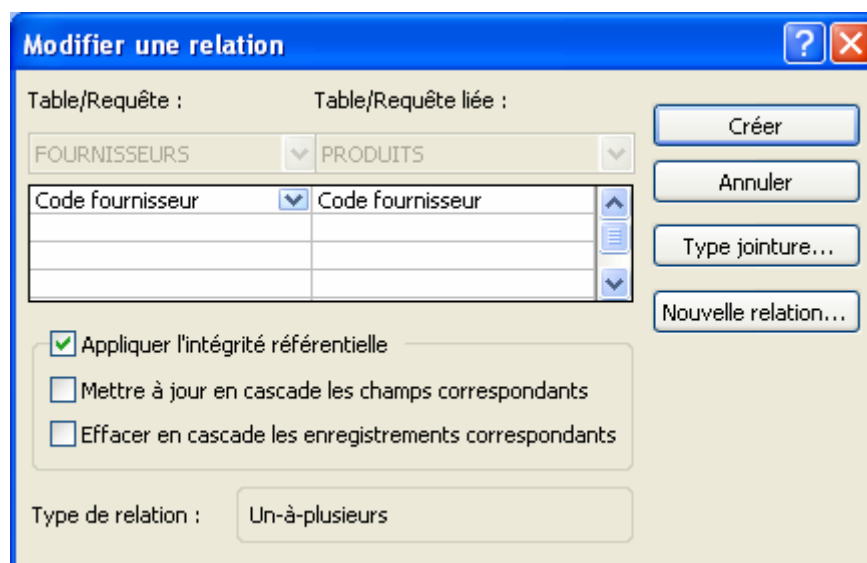 Modifier une relation
Table/Requête : Table/Requête liée :
FOURNISSEURS PRODUITS
Code fournisseur Code fournisseur
Appliquer l'intégrité référentielle
Mettre à jour en cascade les champs correspondants
Effacer en cascade les enregistrements correspondants
Type de relation : Un-à-plusieurs
Créer
Annuler
Type jointure...
Nouvelle relation...